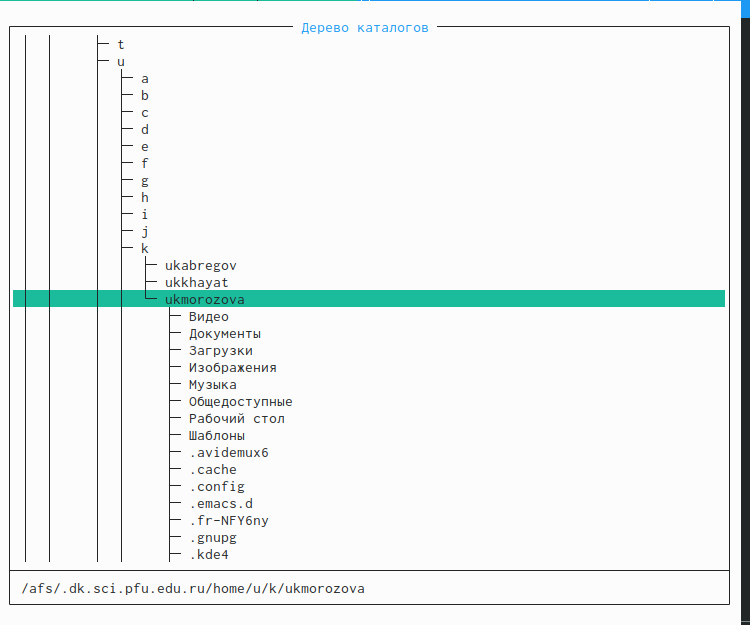 Дерево каталогов
t
u
a
b
c
d
e
f
g
h
i
j
k
ukabregov
ukkhayat
ukmorozova
Видео
Документы
Загрузки
Изображения
Музыка
Общедоступные
Рабочий стол
Шаблоны
.avidemux6
.cache
.config
.emacs.d
.fr-NFY6ny
.gnupg
.kde4
/afs/.dk.sci.pfu.edu.ru/home/u/k/ukmorozova